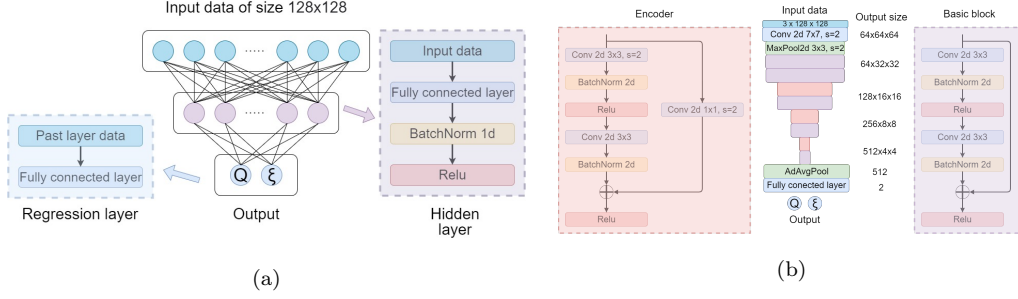 Input data of size 128x128
.....
.....
Q
ξ
Output
Past layer data
Fully connected layer
Regression layer
Input data
Fully connected layer
BatchNorm 1d
Relu
Hidden
layer
(a)
Encoder
Conv 2d 3x3, s=2
BatchNorm 2d
Relu
Conv 2d 3x3
BatchNorm 2d
Relu
Conv 2d 1x1, s=2
Input data
3 x 128 x 128
Conv 2d 7x7, s=2
MaxPool2d 3x3, s=2
AdAvgPool
Fully conected layer
Q
ξ
Output
Output size
64x64x64
64x32x32
128x16x16
256x8x8
512x4x4
512
2
Basic block
Conv 2d 3x3
BatchNorm 2d
Relu
Conv 2d 3x3
BatchNorm 2d
Relu
(b)